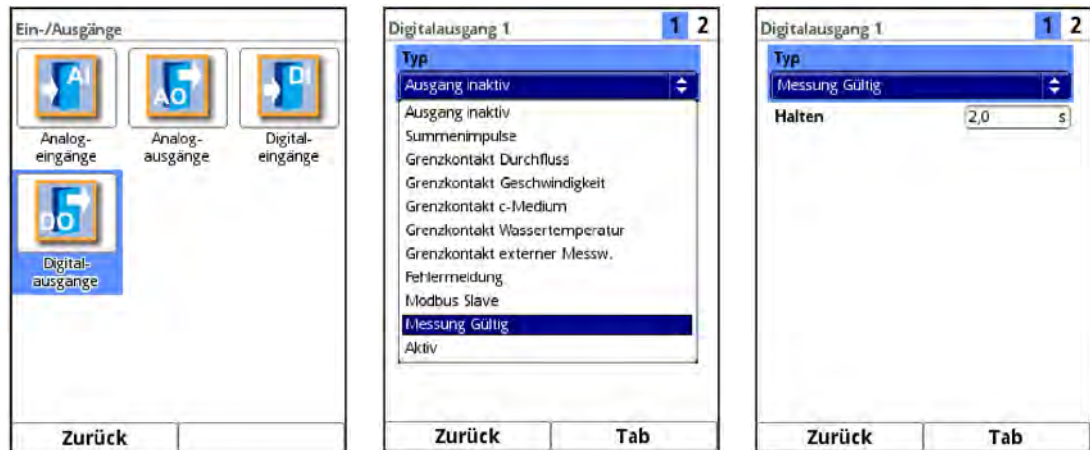 Ein-/Ausgänge
AI
AO
DI
Analog-
eingänge
Analog-
ausgänge
Digital-
eingänge
DO
Digital-
ausgänge
Zurück
Digitalausgang 1
1 2
Typ
Ausgang inaktiv
Ausgang inaktiv
Summenimpulse
Grenzkontakt Durchfluss
Grenzkontakt Geschwindigkeit
Grenzkontakt c-Medium
Grenzkontakt Wassertemperatur
Grenzkontakt externer Messw.
Fehlermeldung
Modbus Slave
Messung Gültig
Aktiv
Zurück Tab
Digitalausgang 1
1 2
Typ
Messung Gültig
Halten 2,0 s
Zurück Tab